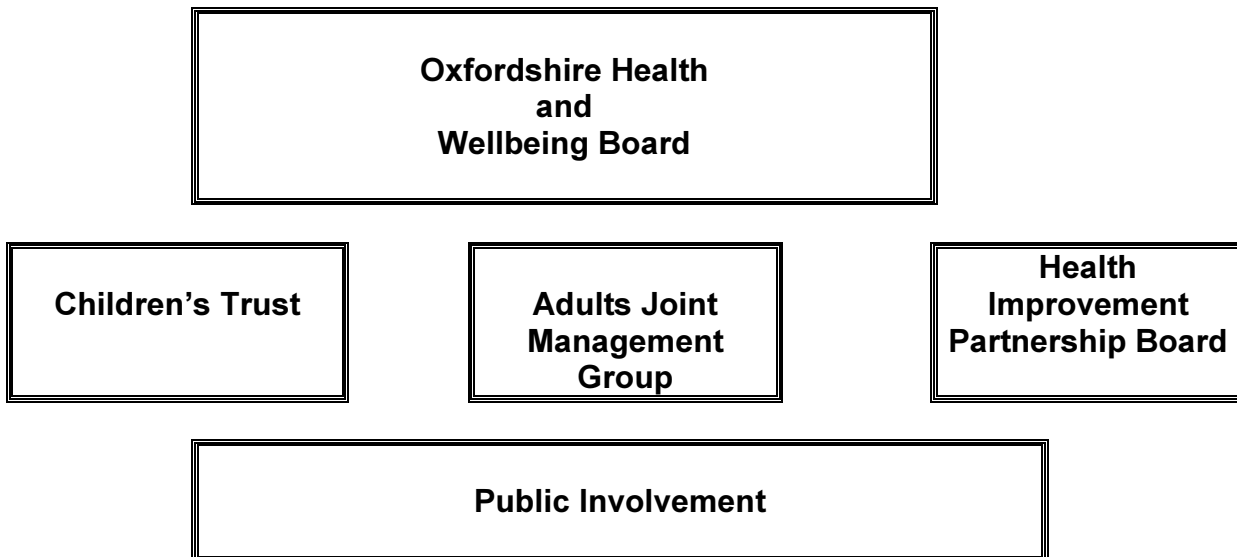 Oxfordshire Health
and
Wellbeing Board
Children’s Trust
Adults Joint
Management
Group
Health
Improvement
Partnership Board
Public Involvement